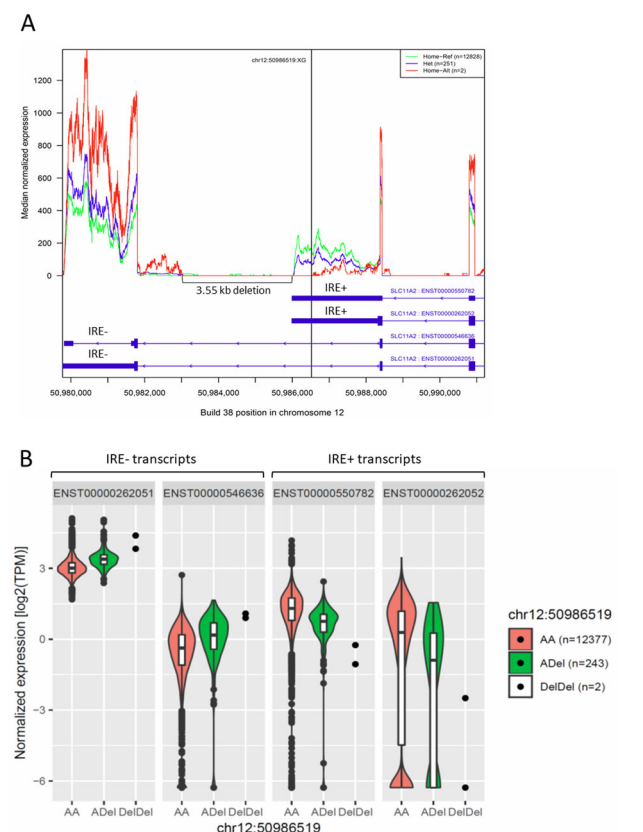 A
chr12:50986519:XG
Home-Ref (n=12828)
Het (n=251)
Home-Alt (n=2)
Median normalized expression
1200
1000
800
600
400
200
0
3.55 kb deletion
IRE+
SLC11A2 : ENST00000550782
IRE+
SLC11A2 : ENST00000262052
IRE-
SLC11A2 : ENST00000546636
IRE-
SLC11A2 : ENST00000262051
50,980,000 50,982,000 50,984,000 50,986,000 50,988,000 50,990,000
Build 38 position in chromosome 12
B
IRE- transcripts IRE+ transcripts
ENST00000262051 ENST00000546636 ENST00000550782 ENST00000262052
Normalized expression [log2(TPM)]
3
0
−3
−6
chr12:50986519
AA (n=12377)
ADel (n=243)
DelDel (n=2)
AA ADel DelDel AA ADel DelDel AA ADel DelDel AA ADel DelDel
chr12:50986519